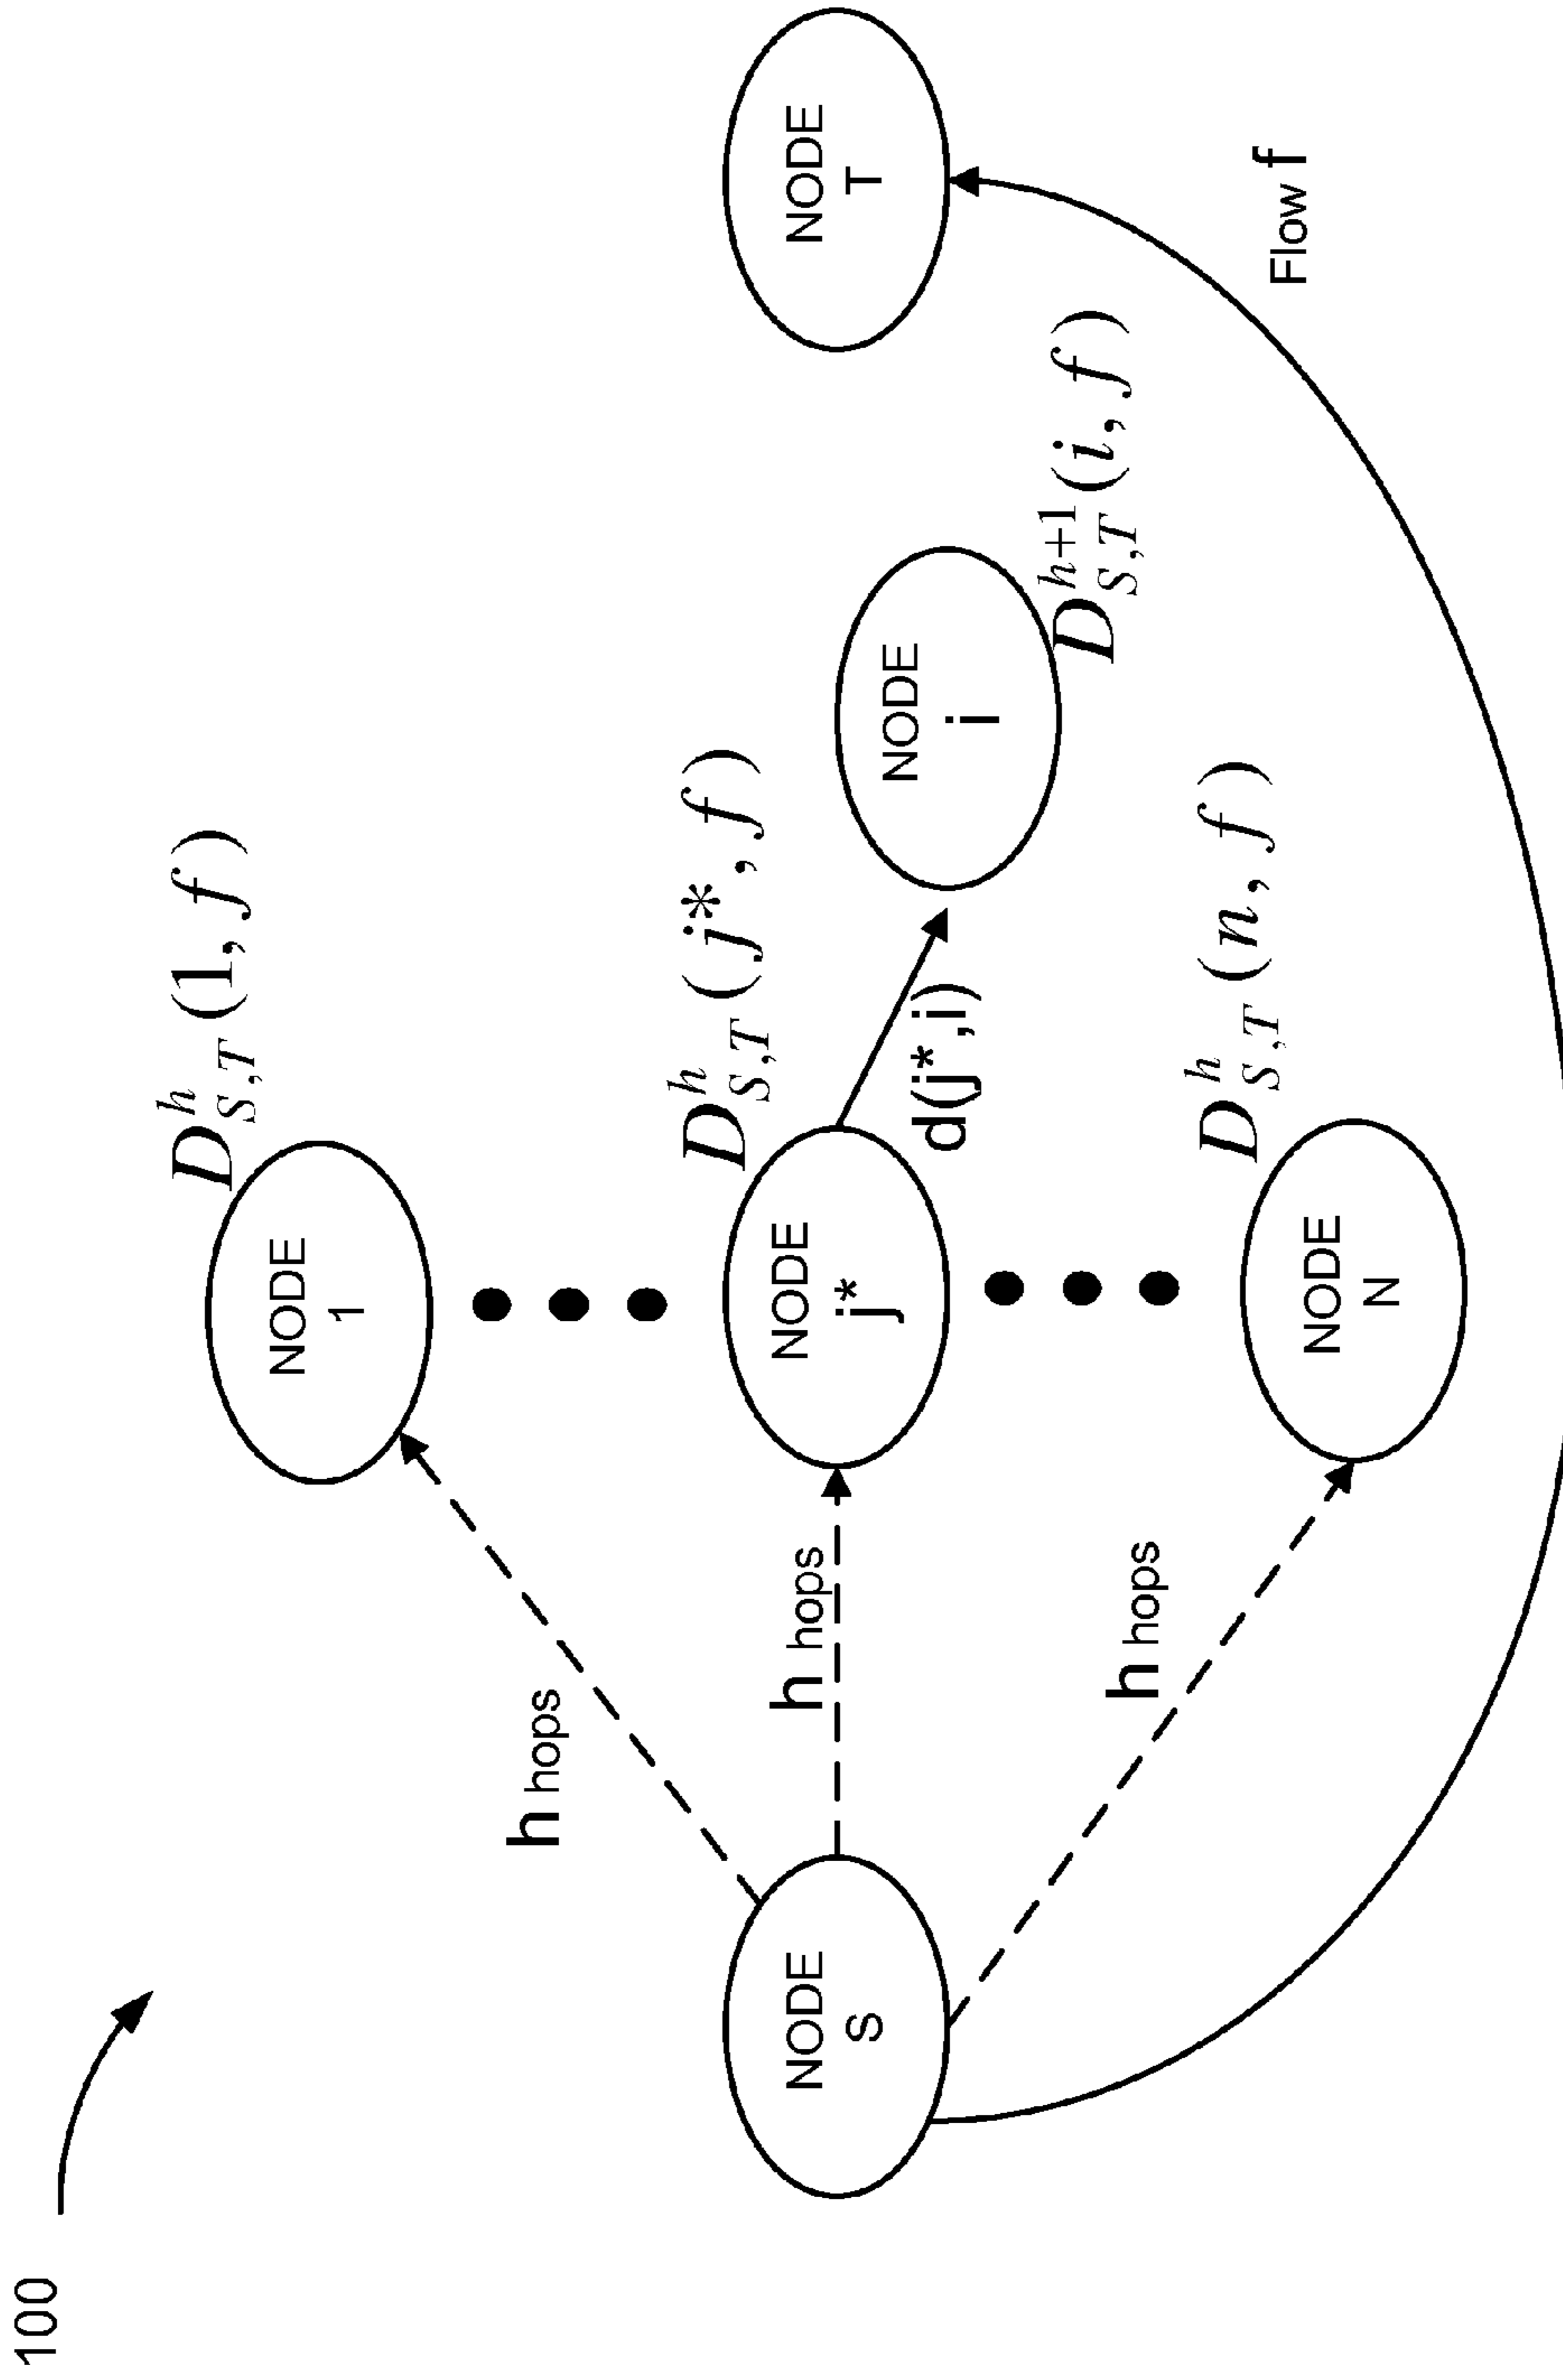 100
D^h_{S,T}(1, f)
NODE
1
h hops
D^h_{S,T}(j*, f)
NODE
S
h hops
NODE
j*
d(j*,i)
NODE
i
D^{h+1}_{S,T}(i, f)
NODE
T
h hops
D^h_{S,T}(n, f)
NODE
N
Flow f